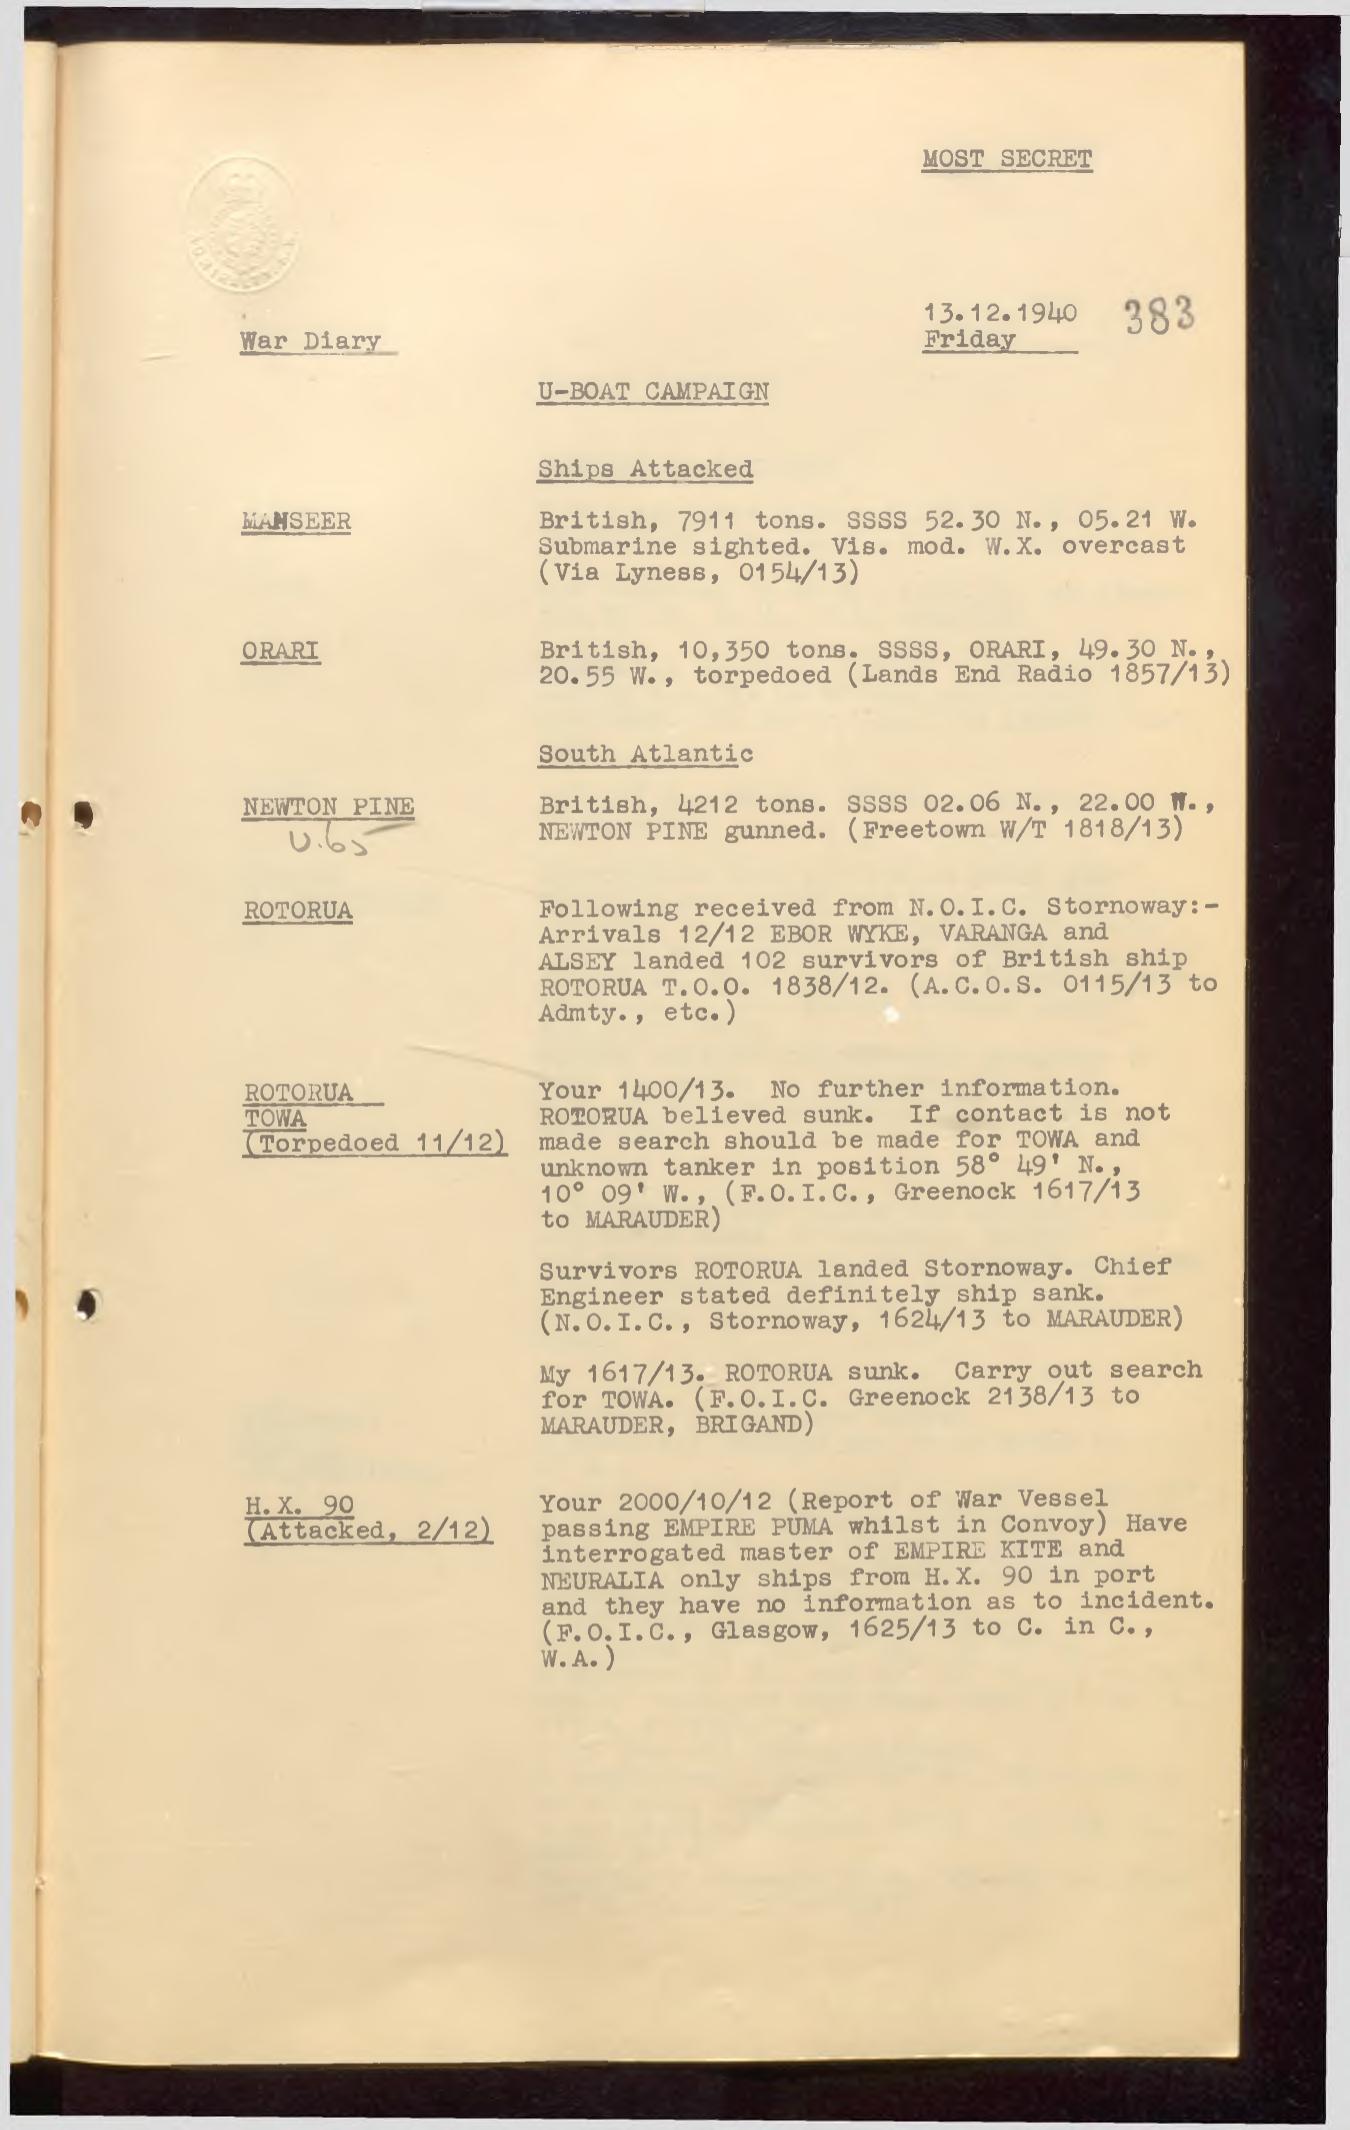 MOST SECRET
13.12.1940 383
War Diary
Friday
U-BOAT CAMPAIGN
Ships Attacked
MANSEER
British, 7911 tons. SSSS 52.30 N., 05.21 W.
Submarine sighted. Vis. mod. W.X. overcast
(Via Lyness, 0154/13)
ORARI
British, 10,350 tons. SSSS, ORARI, 49.30 N.,
20.55 W., torpedoed (Lands End Radio 1857/13)
South Atlantic
NEWTON PINE
U.65
British, 4212 tons. SSSS 02.06 N., 22.00 W.,
NEWTON PINE gunned. (Freetown W/T 1818/13)
ROTORUA
Following received from N.O.I.C. Stornoway:-
Arrivals 12/12 EBOR WYKE, VARANGA and
ALSEY landed 102 survivors of British ship
ROTORUA T.O.O. 1838/12. (A.C.O.S. 0115/13 to
Admty., etc.)
ROTORUA
TOWA
(Torpedoed 11/12)
Your 1400/13. No further information.
ROTORUA believed sunk. If contact is not
made search should be made for TOWA and
unknown tanker in position 58° 49' N.,
10° 09' W., (F.O.I.C., Greenock 1617/13
to MARAUDER)
Survivors ROTORUA landed Stornoway. Chief
Engineer stated definitely ship sank.
(N.O.I.C., Stornoway, 1624/13 to MARAUDER)
My 1617/13. ROTORUA sunk. Carry out search
for TOWA. (F.O.I.C. Greenock 2138/13 to
MARAUDER, BRIGAND)
H.X. 90
(Attacked, 2/12)
Your 2000/10/12 (Report of War Vessel
passing EMPIRE PUMA whilst in Convoy) Have
interrogated master of EMPIRE KITE and
NEURALIA only ships from H.X. 90 in port
and they have no information as to incident.
(F.O.I.C., Glasgow, 1625/13 to C. in C.,
W.A.)